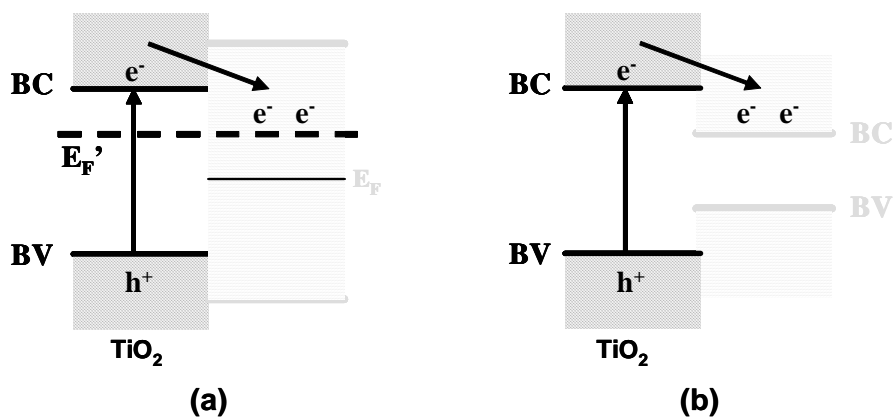 e⁻
BC
e⁻ e⁻
E_F'
E_F
BV
h⁺
TiO₂
(a)
e⁻
BC
e⁻ e⁻
BC
BV
BV
h⁺
TiO₂
(b)